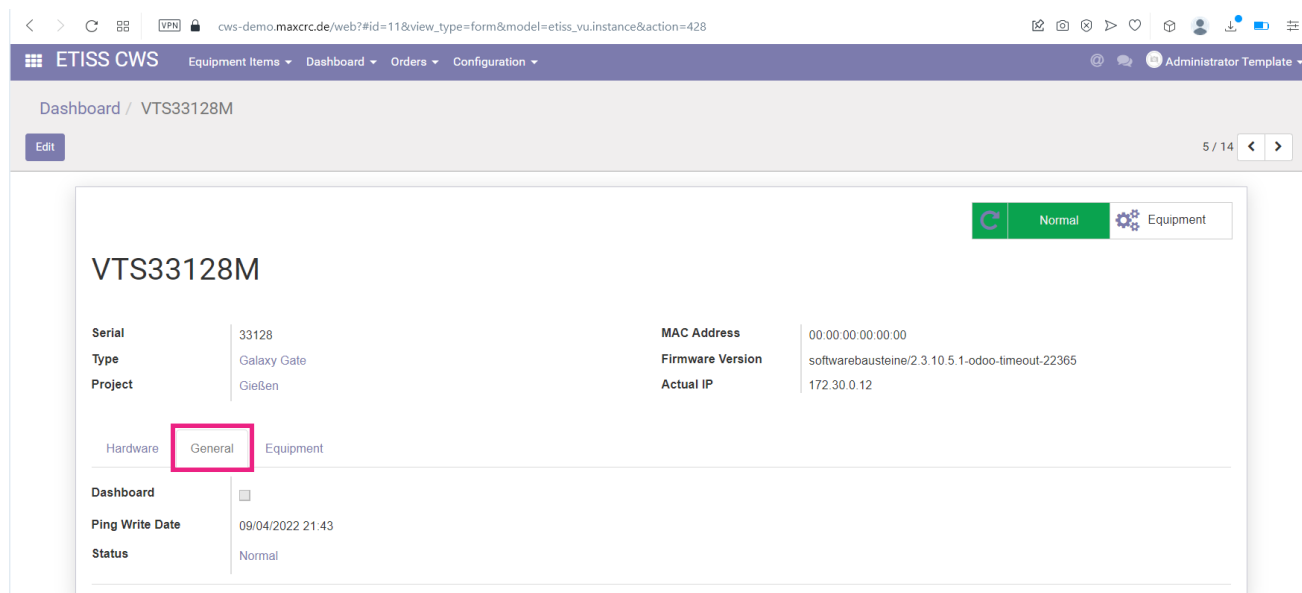 VPN cws-demo.maxcrc.de/web?#id=11&view_type=form&model=etiss_vu.instance&action=428
ETISS CWS Equipment Items Dashboard Orders Configuration @ Administrator Template
Dashboard / VTS33128M
Edit 5 / 14
Normal Equipment
VTS33128M
Serial 33128 MAC Address 00:00:00:00:00:00
Type Galaxy Gate Firmware Version softwarebausteine/2.3.10.5.1-odoo-timeout-22365
Project Gießen Actual IP 172.30.0.12
Hardware General Equipment
Dashboard
Ping Write Date 09/04/2022 21:43
Status Normal